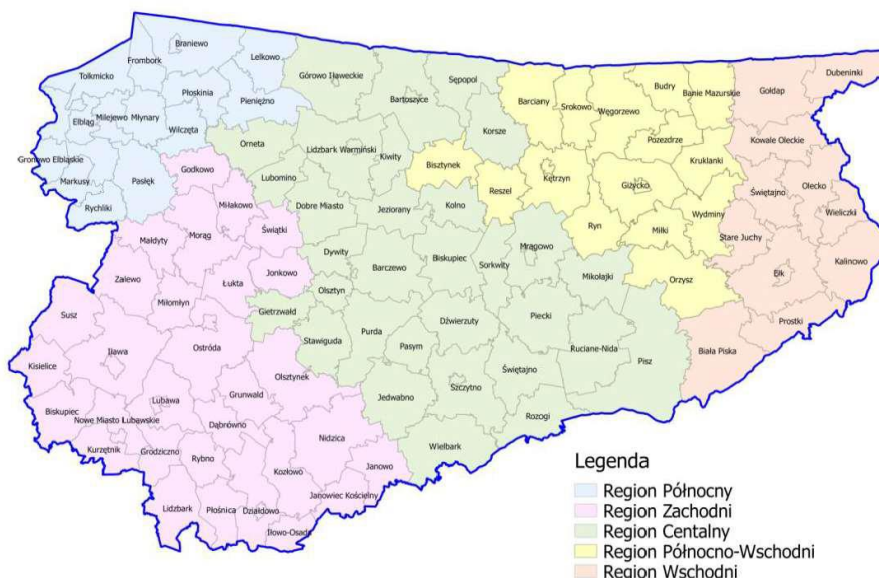 Braniewo
Frombork
Lelkowo
Tolkmicko
Płoskinia
Pieniężno
Elbląg
Milejewo
Młynary
Wilczęta
Gronowo Elbląskie
Markusy
Pasłęk
Rychliki
Godkowo
Górowo Iławeckie
Bartoszyce
Sępopol
Korsze
Orneta
Lidzbark Warmiński
Kiwity
Bisztynek
Lubomino
Dobre Miasto
Jeziorany
Kolno
Reszel
Barciany
Srokowo
Węgorzewo
Budry
Banie Mazurskie
Pozezdrze
Kruklanki
Kętrzyn
Giżycko
Ryn
Miłki
Wydminy
Orzysz
Gołdap
Dubeninki
Kowale Oleckie
Świętajno
Olecko
Wieliczki
Stare Juchy
Ełk
Kalinowo
Prostki
Biała Piska
Miłakowo
Małdyty
Morąg
Świątki
Zalewo
Łukta
Jonkowo
Miłomłyn
Susz
Iława
Ostróda
Kisielice
Olsztynek
Lubawa
Grunwald
Biskupiec
Nowe Miasto Lubawskie
Dąbrówno
Kurzętnik
Grodziczno
Rybno
Nidzica
Kozłowo
Janowo
Janowiec Kościelny
Lidzbark
Płośnica
Działdowo
Iłowo-Osada
Dywity
Barczewo
Biskupiec
Sorkwity
Mrągowo
Mikołajki
Olsztyn
Gietrzwałd
Stawiguda
Purda
Pasym
Dźwierzuty
Piecki
Ruciane-Nida
Pisz
Jedwabno
Szczytno
Świętajno
Rozogi
Wielbark
Legenda
Region Północny
Region Zachodni
Region Centalny
Region Północno-Wschodni
Region Wschodni